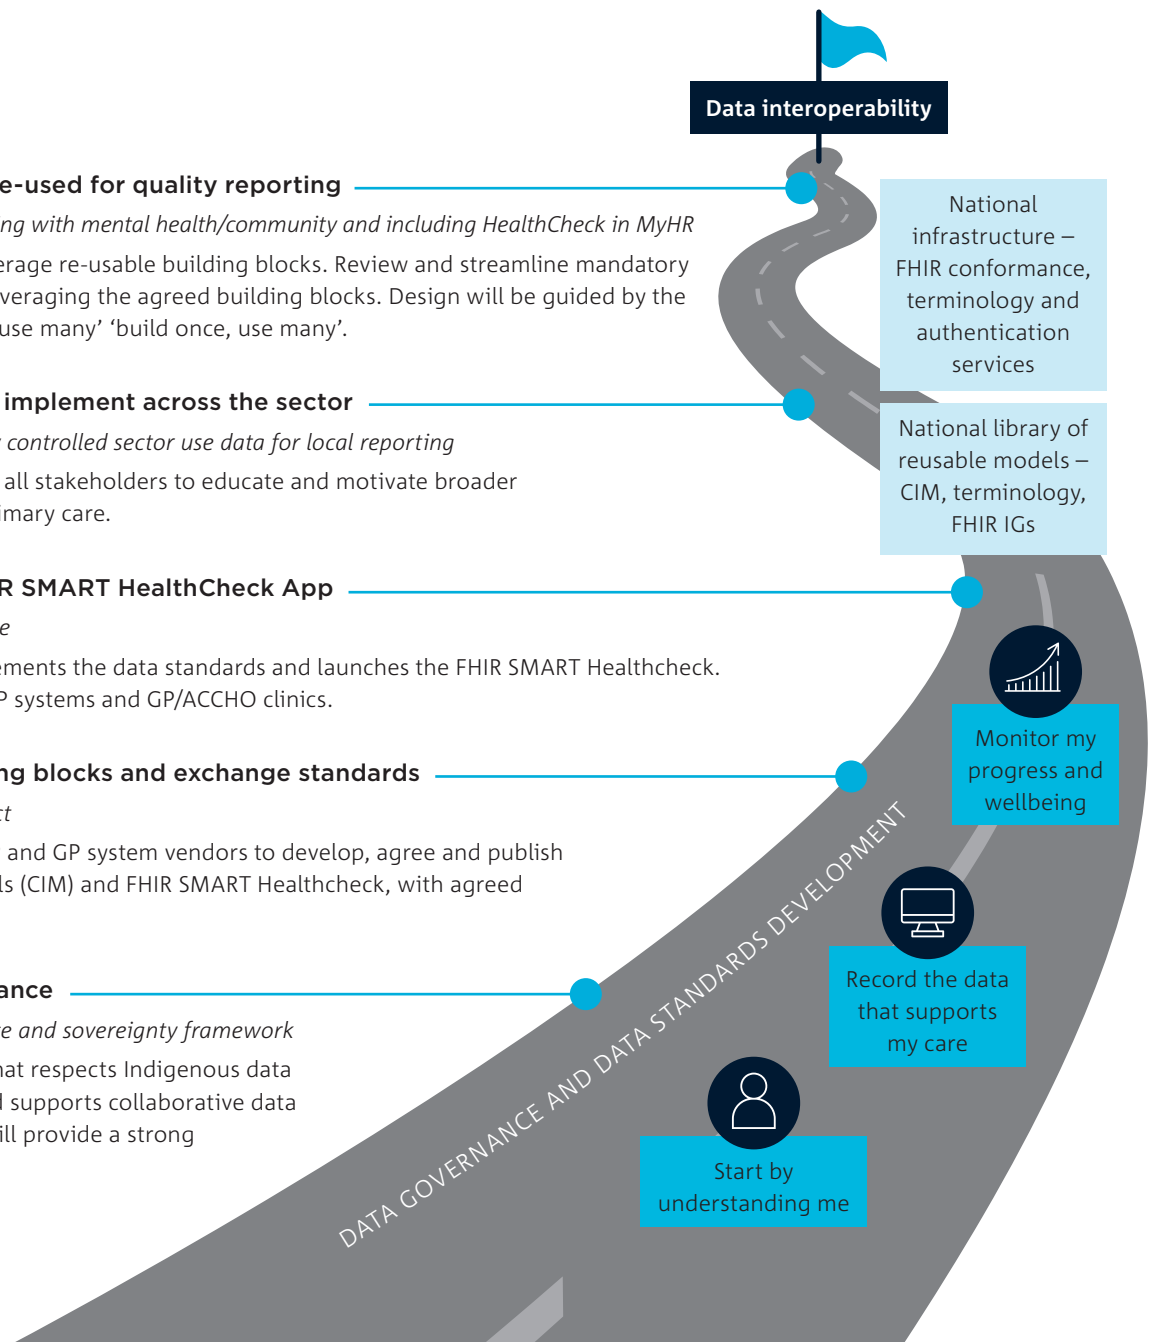 Data interoperability
e-used for quality reporting
ng with mental health/community and including HealthCheck in MyHR
erage re-usable building blocks. Review and streamline mandatory
veraging the agreed building blocks. Design will be guided by the
use many’ ‘build once, use many’.
National
infrastructure –
FHIR conformance,
terminology and
authentication
services
implement across the sector
controlled sector use data for local reporting
all stakeholders to educate and motivate broader
imary care.
National library of
reusable models –
CIM, terminology,
FHIR IGs
R SMART HealthCheck App
e
ements the data standards and launches the FHIR SMART Healthcheck.
P systems and GP/ACCHO clinics.
Monitor my
progress and
wellbeing
ng blocks and exchange standards
ct
and GP system vendors to develop, agree and publish
ls (CIM) and FHIR SMART Healthcheck, with agreed
DATA GOVERNANCE AND DATA STANDARDS DEVELOPMENT
Record the data
that supports
my care
ance
e and sovereignty framework
hat respects Indigenous data
d supports collaborative data
ill provide a strong
Start by
understanding me